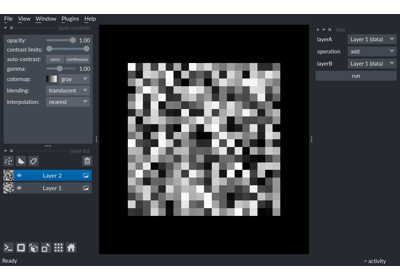 File View Window Plugins Help
layer controls
opacity: 1.00
contrast limits:
auto-contrast: once continuous
gamma: 1.00
colormap: gray
blending: translucent
interpolation: nearest
layer list
Layer 2
Layer 1
layerA Layer 1 (data)
operation add
layerB Layer 1 (data)
run
Ready
activity